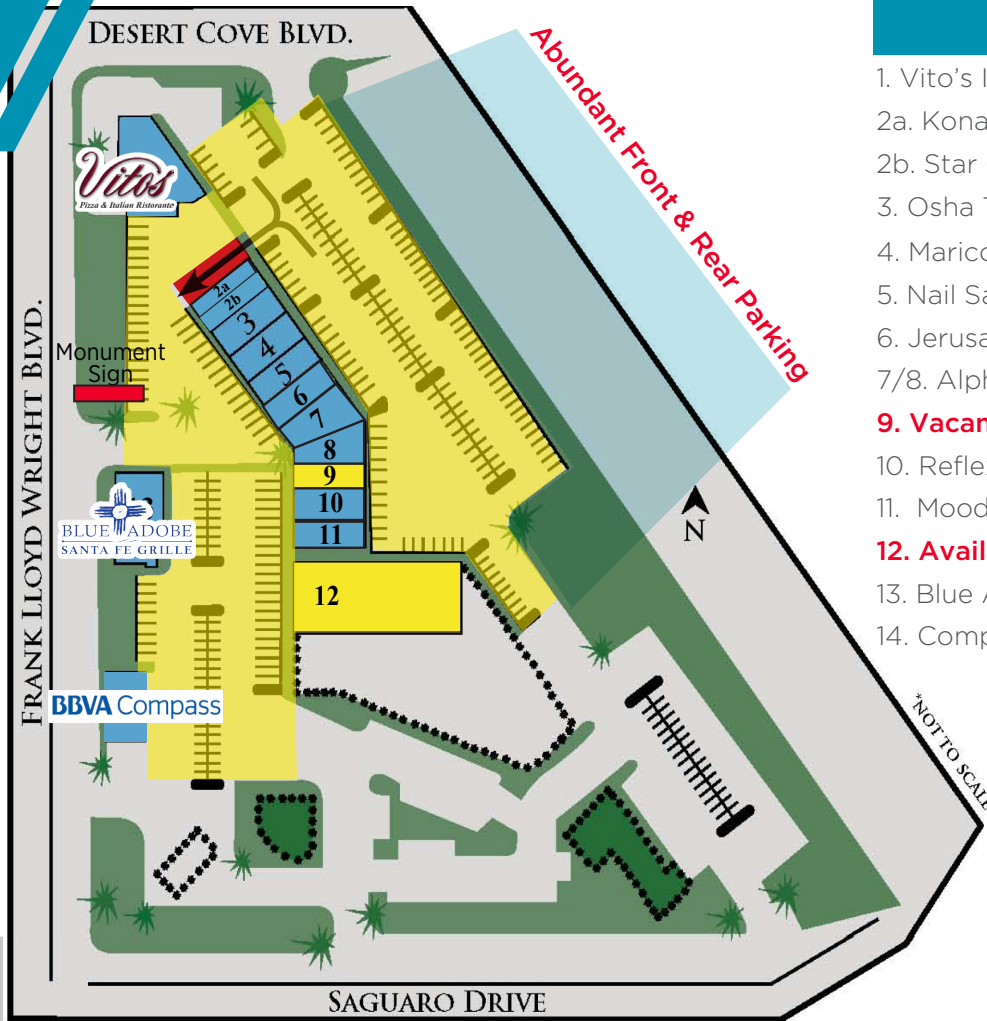 DESERT COVE BLVD.
Abundant Front & Rear Parking
Vitos
Pizza & Italian Ristorante
2a
2b
3
4
5
6
7
8
9
10
11
12
Monument
Sign
FRANK LLOYD WRIGHT BLVD.
BLUE ADOBE
SANTA FE GRILLE
BBVA Compass
N
*NOT TO SCALE
SAGUARO DRIVE
1. Vito's
2a. Kona
2b. Star
3. Osha
4. Marico
5. Nail Sa
6. Jerusa
7/8. Alph
9. Vacan
10. Refle
11. Mood
12. Avail
13. Blue
14. Comp